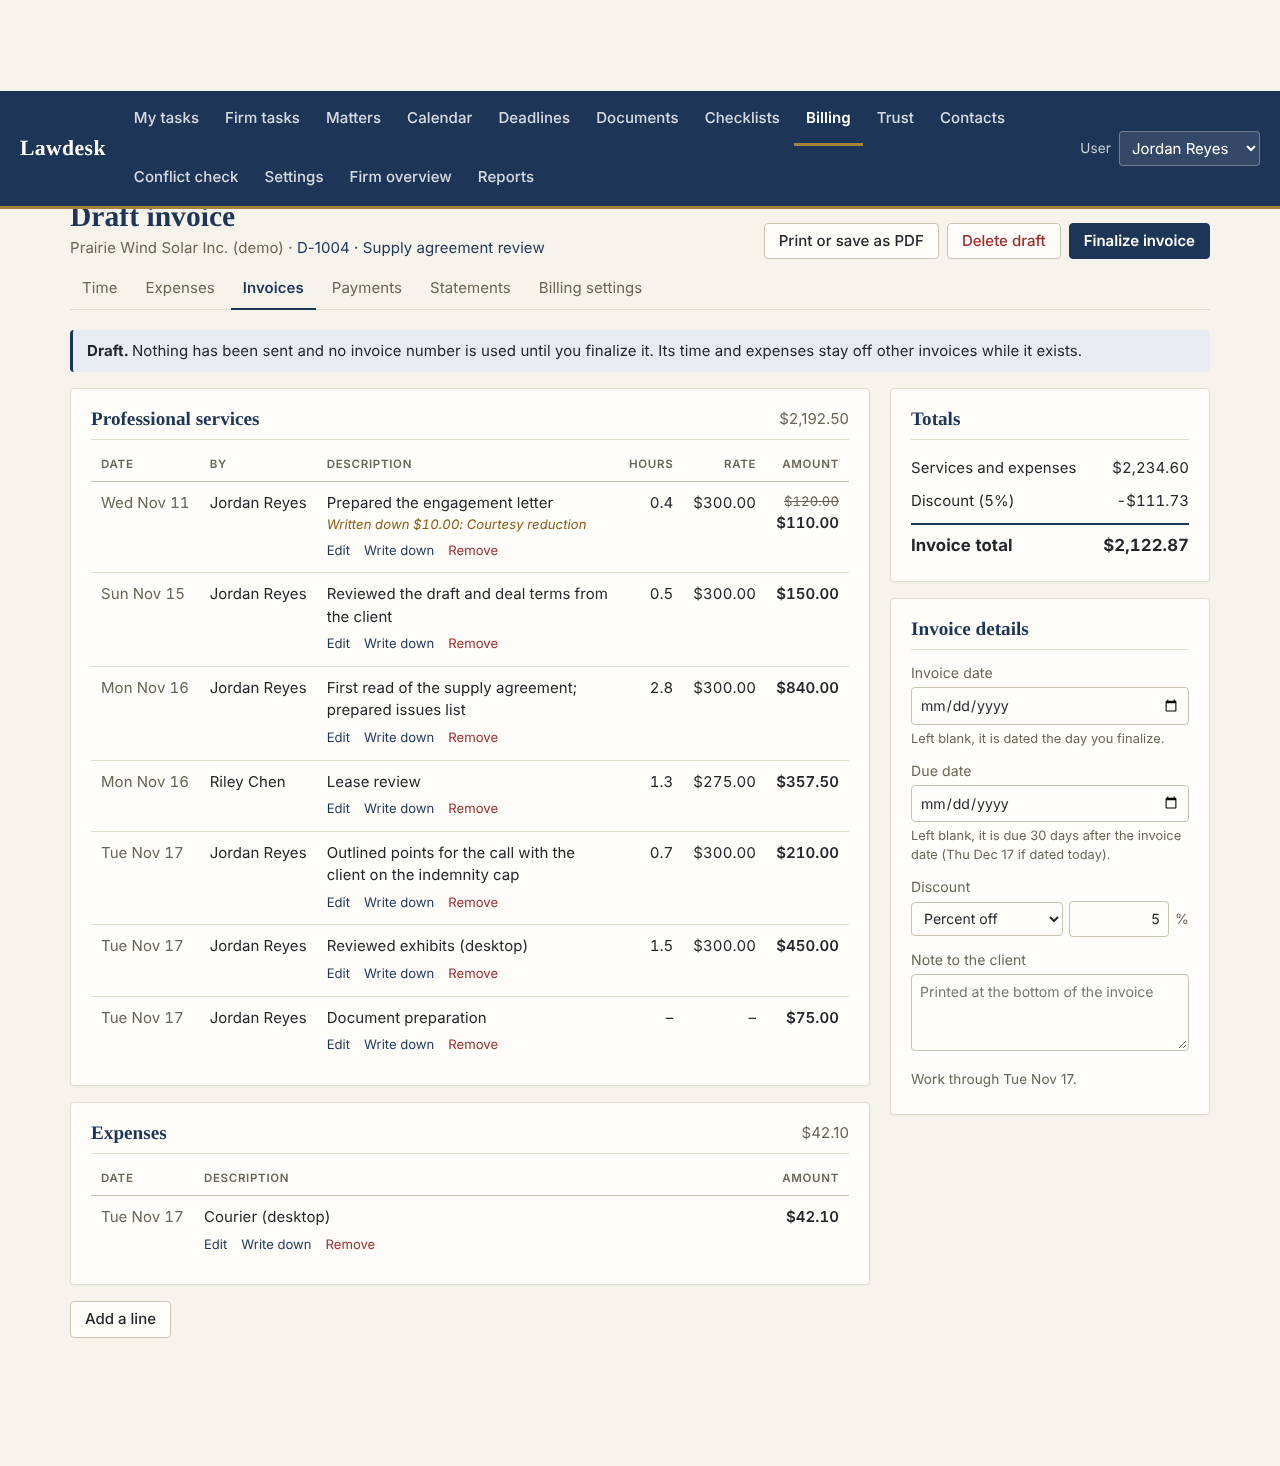 Lawdesk
My tasks Firm tasks Matters Calendar Deadlines Documents Checklists Billing Trust Contacts
Conflict check Settings Firm overview Reports
User Jordan Reyes
Draft invoice
Prairie Wind Solar Inc. (demo) · D-1004 · Supply agreement review
Print or save as PDF Delete draft Finalize invoice
Time Expenses Invoices Payments Statements Billing settings
Draft. Nothing has been sent and no invoice number is used until you finalize it. Its time and expenses stay off other invoices while it exists.
Professional services $2,192.50
DATE BY DESCRIPTION HOURS RATE AMOUNT
Wed Nov 11 Jordan Reyes Prepared the engagement letter 0.4 $300.00 $120.00
Written down $10.00: Courtesy reduction $110.00
Edit Write down Remove
Sun Nov 15 Jordan Reyes Reviewed the draft and deal terms from 0.5 $300.00 $150.00
the client
Edit Write down Remove
Mon Nov 16 Jordan Reyes First read of the supply agreement; 2.8 $300.00 $840.00
prepared issues list
Edit Write down Remove
Mon Nov 16 Riley Chen Lease review 1.3 $275.00 $357.50
Edit Write down Remove
Tue Nov 17 Jordan Reyes Outlined points for the call with the 0.7 $300.00 $210.00
client on the indemnity cap
Edit Write down Remove
Tue Nov 17 Jordan Reyes Reviewed exhibits (desktop) 1.5 $300.00 $450.00
Edit Write down Remove
Tue Nov 17 Jordan Reyes Document preparation – – $75.00
Edit Write down Remove
Expenses $42.10
DATE DESCRIPTION AMOUNT
Tue Nov 17 Courier (desktop) $42.10
Edit Write down Remove
Add a line
Totals
Services and expenses $2,234.60
Discount (5%) -$111.73
Invoice total $2,122.87
Invoice details
Invoice date
mm/dd/yyyy
Left blank, it is dated the day you finalize.
Due date
mm/dd/yyyy
Left blank, it is due 30 days after the invoice
date (Thu Dec 17 if dated today).
Discount
Percent off 5 %
Note to the client
Printed at the bottom of the invoice
Work through Tue Nov 17.